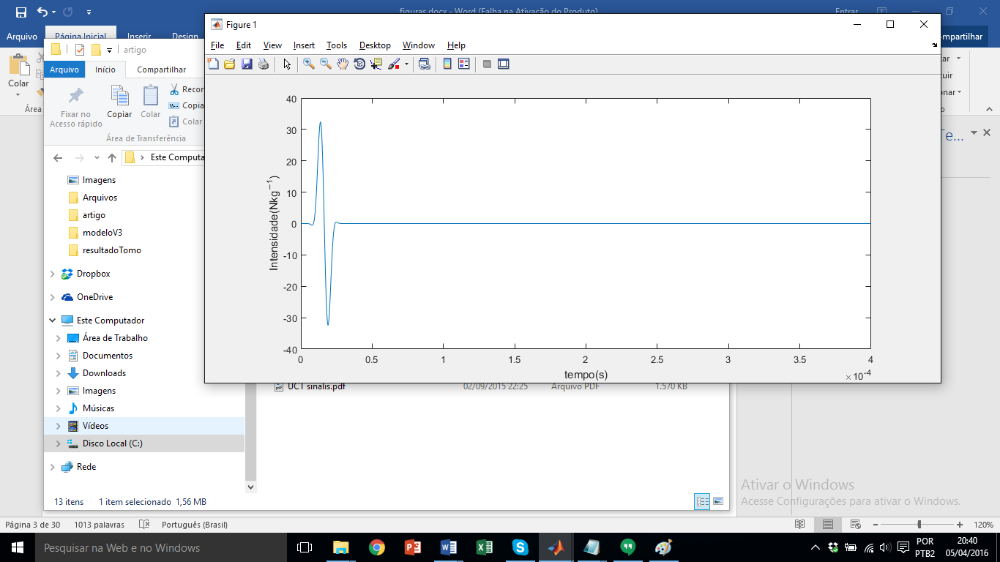 figuras.docx - Word (Falha na Ativação do Produto)
Entrar
Arquivo
Página Inicial
Inserir
Design
ompartilhar
Colar
Área
artigo
Arquivo
Início
Compartilhar
Fixar no
Acesso rápido
Copiar
Colar
Recor
Copia
Colar
Área de Transferência
Este Computa
Imagens
Arquivos
artigo
modeloV3
resultadoTomo
Dropbox
OneDrive
Este Computador
Área de Trabalho
Documentos
Downloads
Imagens
Músicas
Vídeos
Disco Local (C:)
Rede
UCT sinalis.pdf
02/09/2015 22:25
Arquivo PDF
1.570 KB
13 itens
1 item selecionado 1,56 MB
Figure 1
File Edit View Insert Tools Desktop Window Help
40
30
20
10
0
-10
-20
-30
-40
Intensidade(Nkg⁻¹)
0 0.5 1 1.5 2 2.5 3 3.5 4
tempo(s)
×10⁻⁴
ar
uir
onar
Te...
Ativar o Windows
Acesse Configurações para ativar o Windows.
Página 3 de 30
1013 palavras
Português (Brasil)
120%
Pesquisar na Web e no Windows
POR
PTB2
20:40
05/04/2016